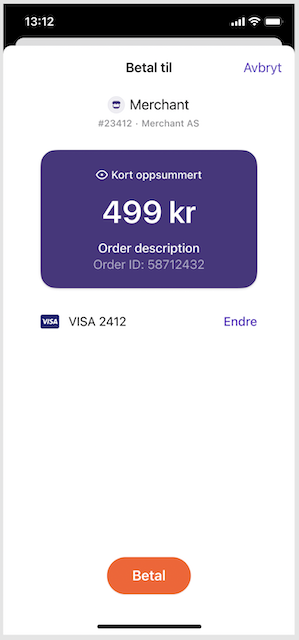 13:12
Betal til
Avbryt
Merchant
#23412 · Merchant AS
Kort oppsummert
499 kr
Order description
Order ID: 58712432
VISA VISA 2412
Endre
Betal